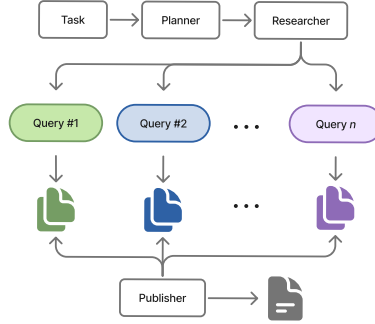 Task
Planner
Researcher
Query #1
Query #2
...
Query n
...
Publisher